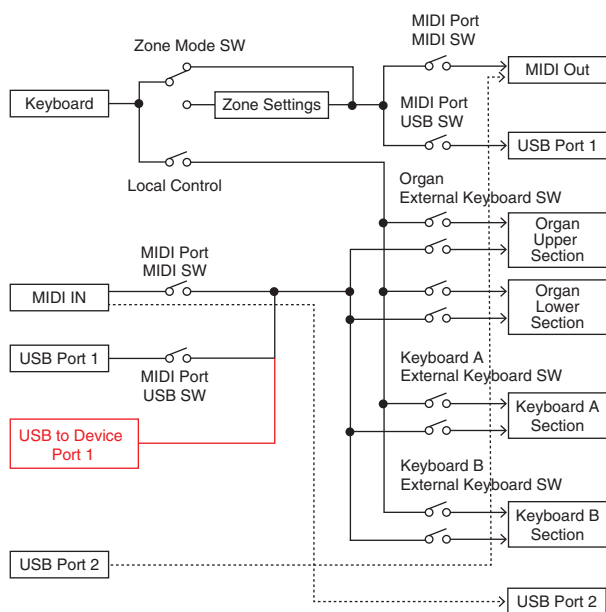 Zone Mode SW
MIDI Port
MIDI SW
MIDI Out
Keyboard
Zone Settings
MIDI Port
USB SW
USB Port 1
Local Control
Organ
External Keyboard SW
Organ
Upper
Section
MIDI Port
MIDI SW
MIDI IN
Organ
Lower
Section
USB Port 1
MIDI Port
USB SW
Keyboard A
External Keyboard SW
Keyboard A
Section
USB to Device
Port 1
Keyboard B
External Keyboard SW
Keyboard B
Section
USB Port 2
USB Port 2